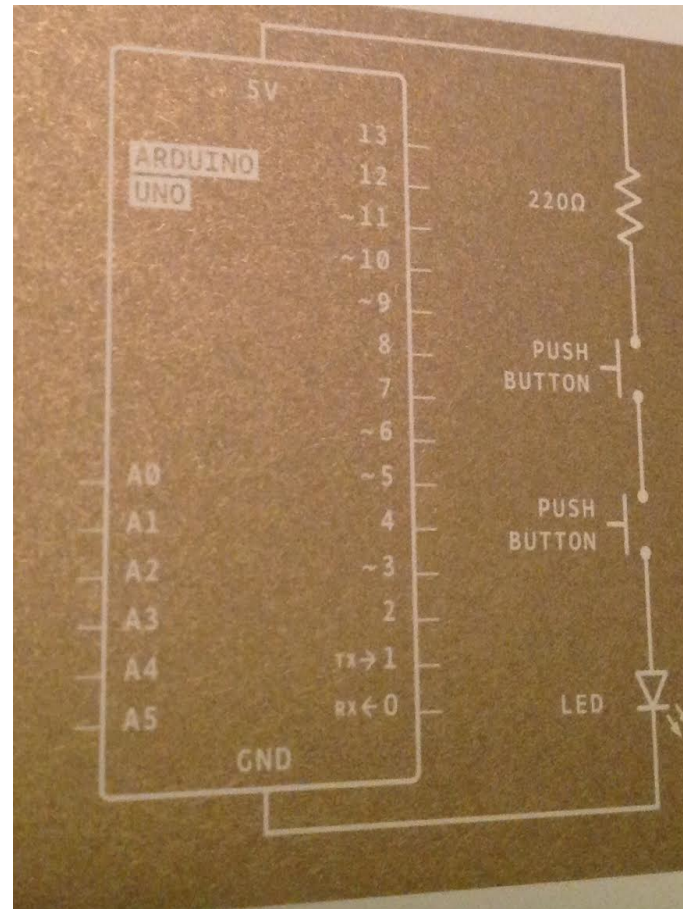 5V
ARDUINO
UNO
13
12
~11
~10
~9
8
7
~6
~5
4
~3
2
TX→1
RX←0
A0
A1
A2
A3
A4
A5
GND
220Ω
PUSH
BUTTON
PUSH
BUTTON
LED